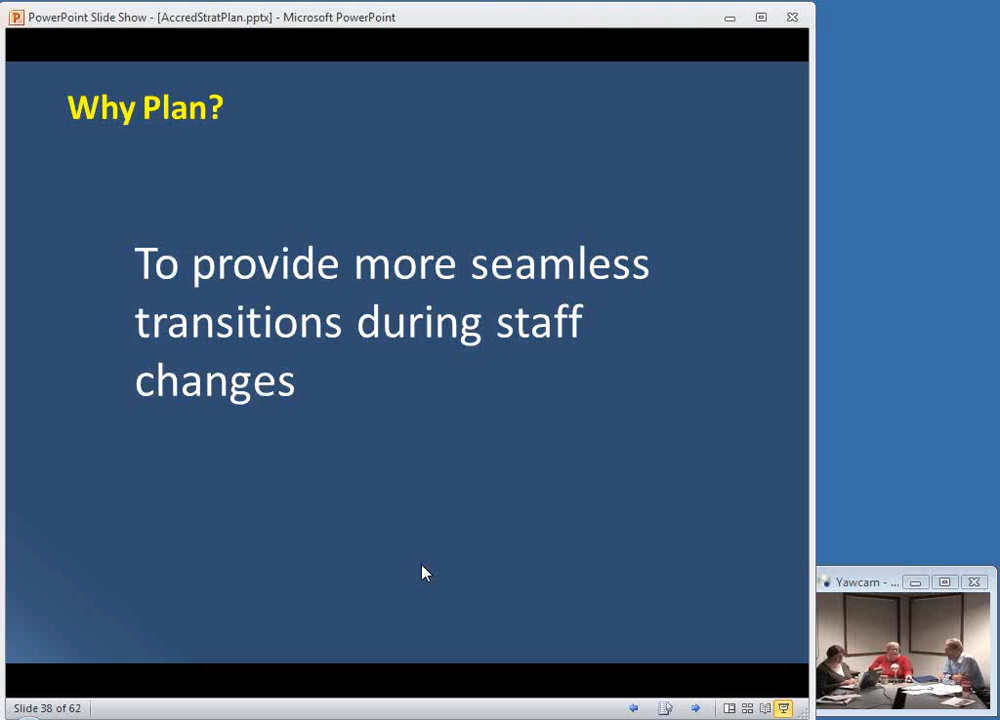 PowerPoint Slide Show - [AccredStratPlan.pptx] - Microsoft PowerPoint
Why Plan?
To provide more seamless
transitions during staff
changes
Yawcam - ...
Slide 38 of 62